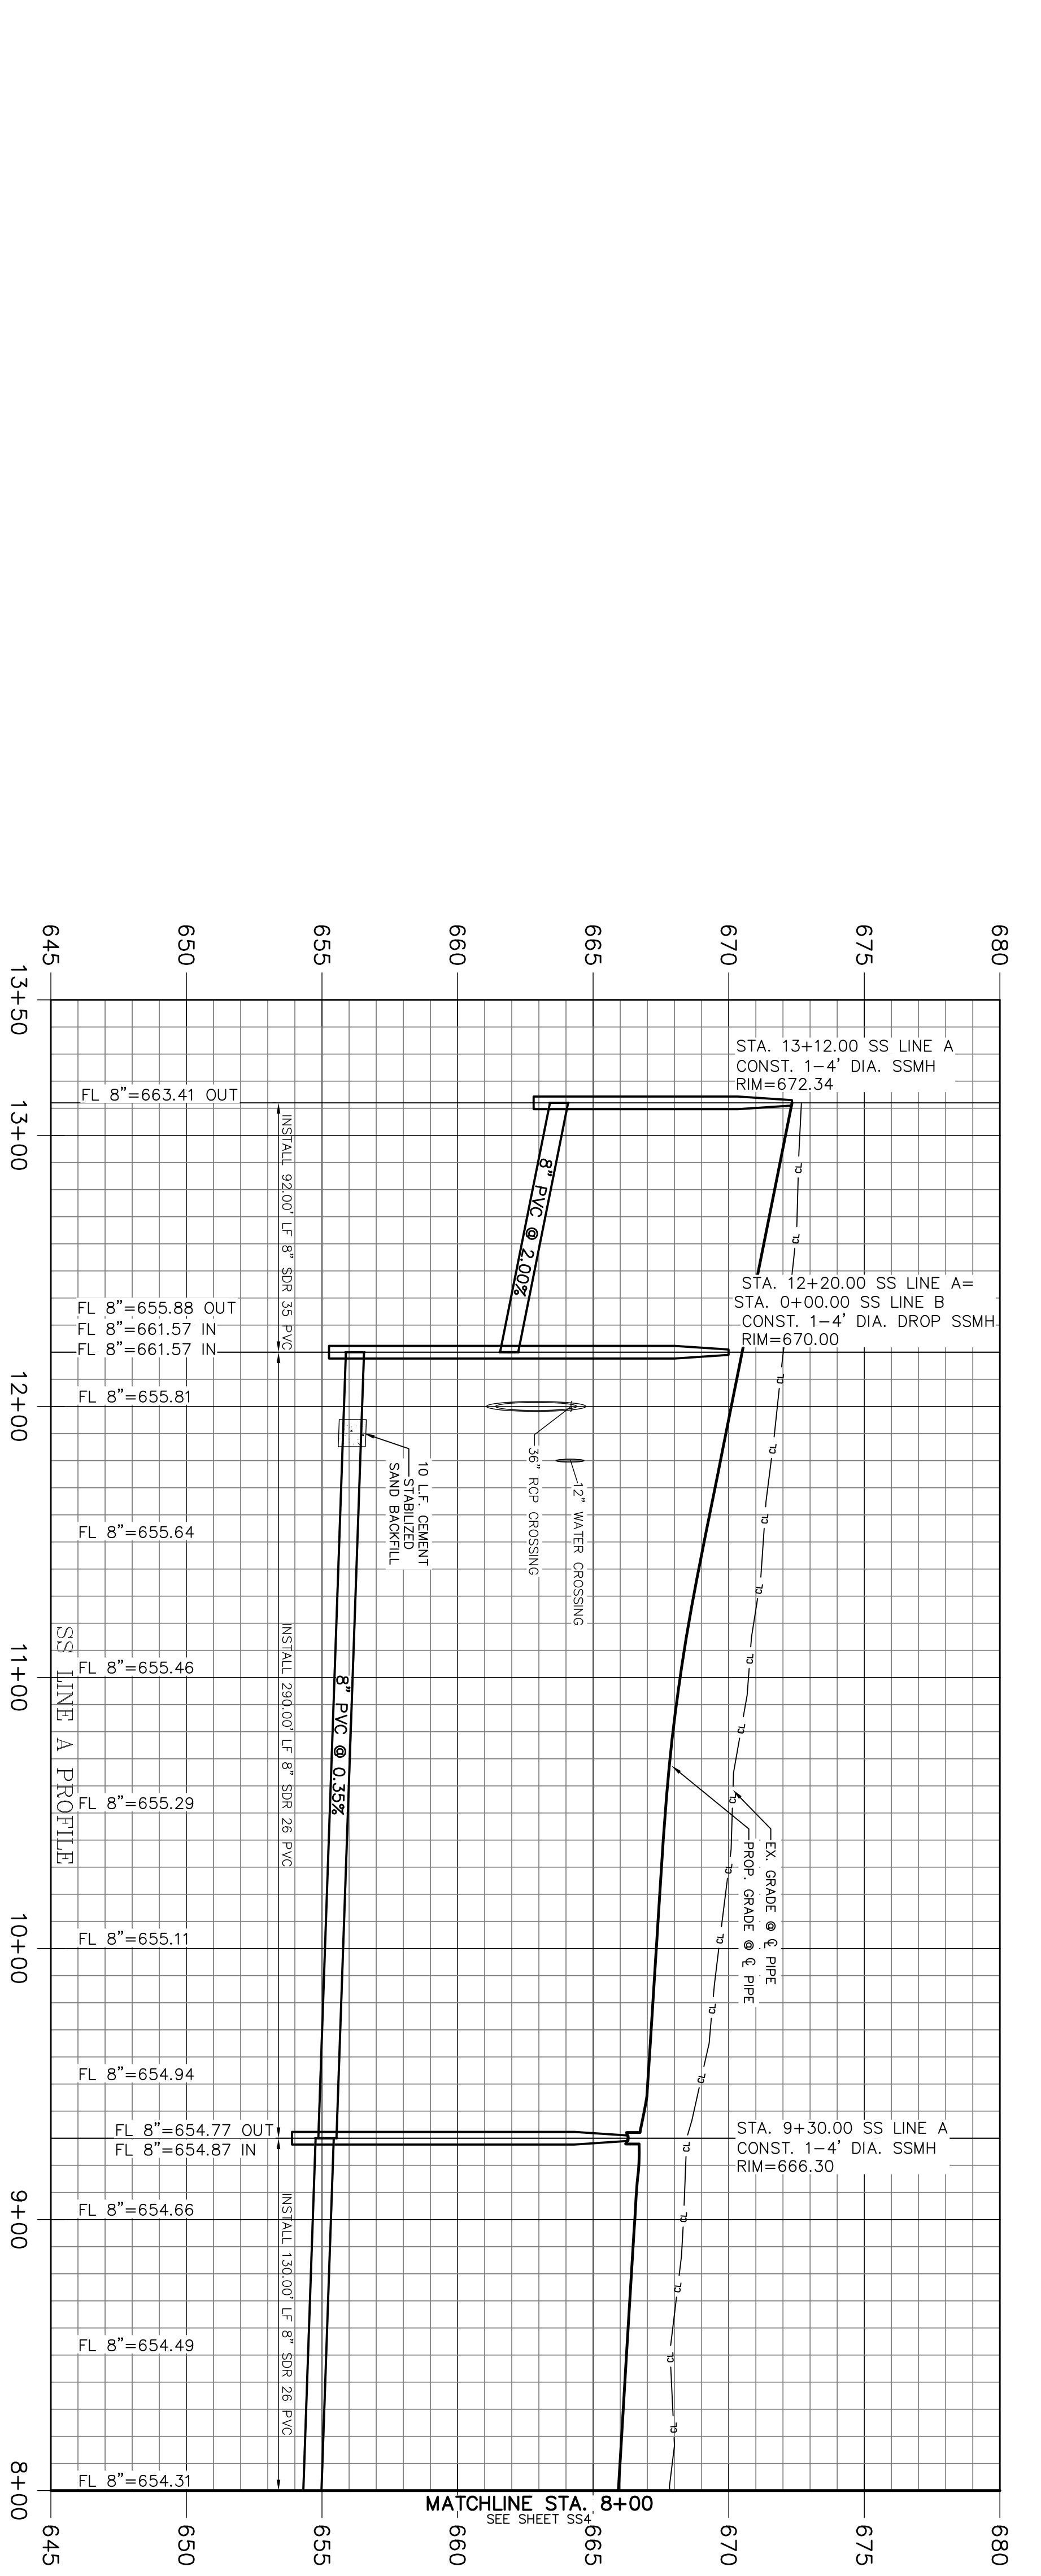 680
675
670
665
660
655
650
645
13+50
STA. 13+12.00 SS LINE A
CONST. 1-4' DIA. SSMH
RIM=672.34
FL 8"=663.41 OUT
13+00
INSTALL 92.00' LF 8" SDR 35 PVC
8" PVC @ 2.00%
STA. 12+20.00 SS LINE A=
STA. 0+00.00 SS LINE B
CONST. 1-4' DIA. DROP SSMH
RIM=670.00
FL 8"=655.88 OUT
FL 8"=661.57 IN
FL 8"=661.57 IN
FL 8"=655.81
12+00
36" RCP CROSSING
12" WATER CROSSING
10 L.F. CEMENT
STABILIZED
SAND BACKFILL
FL 8"=655.64
INSTALL 290.00' LF 8" SDR 26 PVC
8" PVC @ 0.35%
FL 8"=655.46
11+00
SS LINE A PROFILE
FL 8"=655.29
EX. GRADE @ ℄ PIPE
PROP. GRADE @ ℄ PIPE
FL 8"=655.11
10+00
FL 8"=654.94
STA. 9+30.00 SS LINE A
CONST. 1-4' DIA. SSMH
RIM=666.30
FL 8"=654.77 OUT
FL 8"=654.87 IN
FL 8"=654.66
9+00
INSTALL 130.00' LF 8" SDR 26 PVC
FL 8"=654.49
FL 8"=654.31
8+00
MATCHLINE STA. 8+00
SEE SHEET SS4
680
675
670
665
660
655
650
645